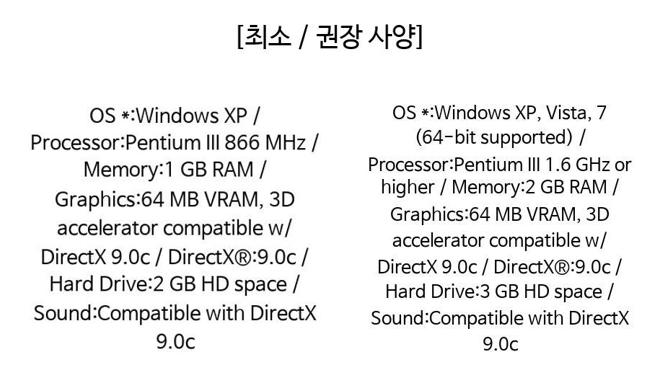 [최소 / 권장 사양]
OS *:Windows XP /
Processor:Pentium III 866 MHz /
Memory:1 GB RAM /
Graphics:64 MB VRAM, 3D
accelerator compatible w/
DirectX 9.0c / DirectX®:9.0c /
Hard Drive:2 GB HD space /
Sound:Compatible with DirectX
9.0c
OS *:Windows XP, Vista, 7
(64-bit supported) /
Processor:Pentium III 1.6 GHz or
higher / Memory:2 GB RAM /
Graphics:64 MB VRAM, 3D
accelerator compatible w/
DirectX 9.0c / DirectX®:9.0c /
Hard Drive:3 GB HD space /
Sound:Compatible with DirectX
9.0c